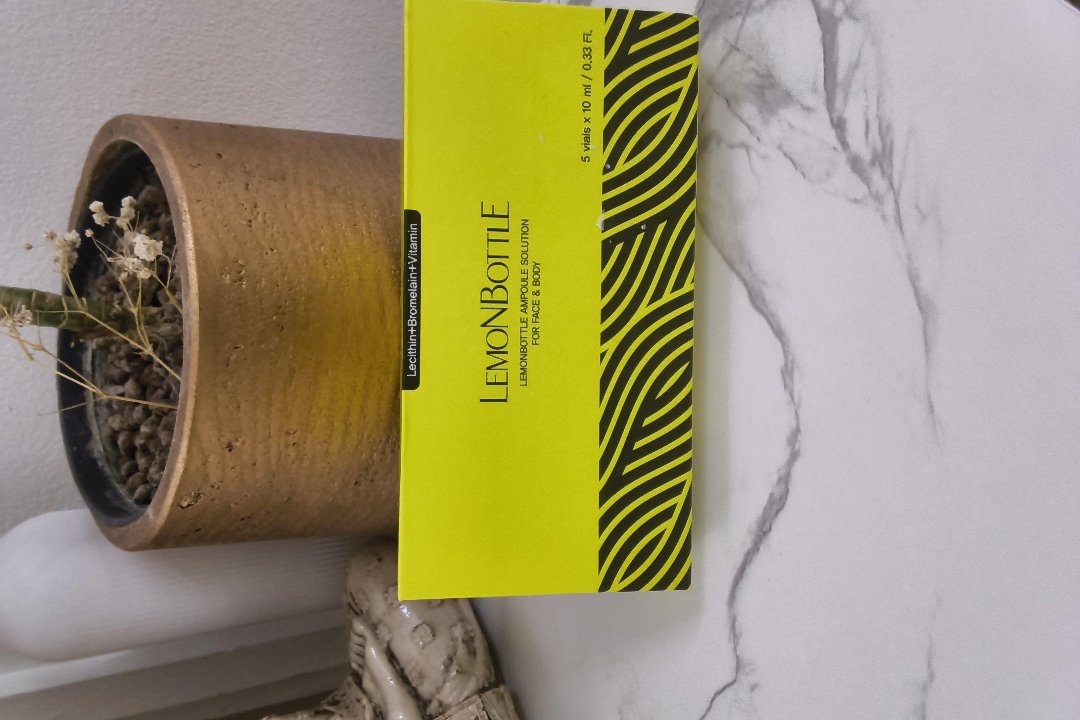 Lecithin+Bromelain+Vitamin
LEMONBOTTLE
LEMONBOTTLE AMPOULE SOLUTION
FOR FACE & BODY
5 vials x 10 ml / 0.33 Fl.